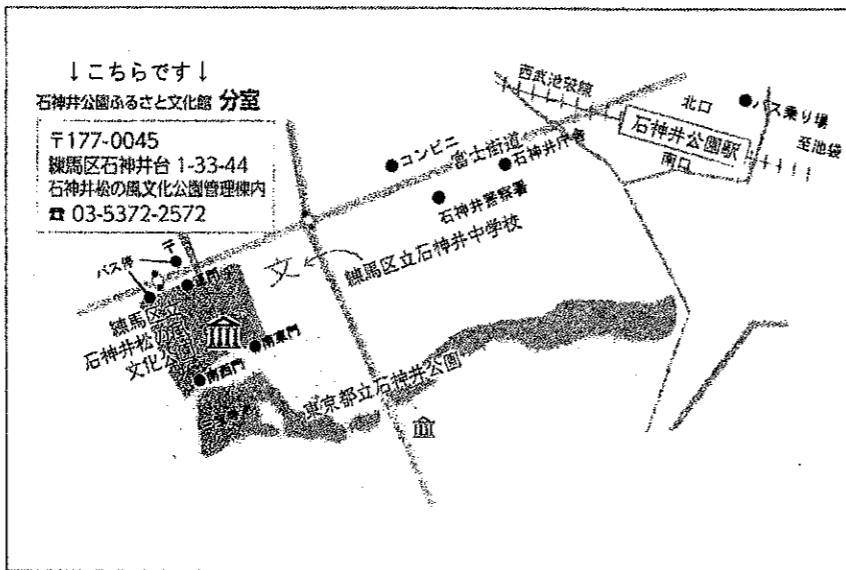 ↓こちらです↓
石神井公園ふるさと文化館 分室
〒177-0045
練馬区石神井台 1-33-44
石神井松の風文化公園管理棟内
☎ 03-5372-2572
西武池袋線
北口
バス乗り場
石神井公園駅
至池袋
南口
コンビニ
富士街道
石神井庁舎
石神井警察署
文
練馬区立石神井中学校
〒
バス停
練馬区立
石神井松の風
文化公園
南東門
南西門
東京都立石神井公園